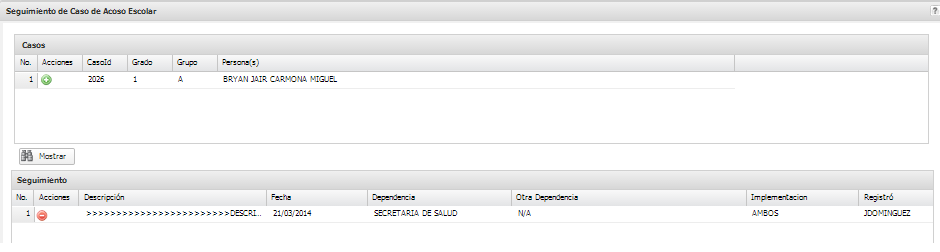 Seguimiento de Caso de Acoso Escolar ?
Casos
No. Acciones CasoId Grado Grupo Persona(s)
1 2026 1 A BRYAN JAIR CARMONA MIGUEL
Mostrar
Seguimiento
No. Acciones Descripción Fecha Dependencia Otra Dependencia Implementacion Registró
1 >>>>>>>>>>>>>>>>>>>>>>>>DESCRI... 21/03/2014 SECRETARIA DE SALUD N/A AMBOS JDOMINGUEZ